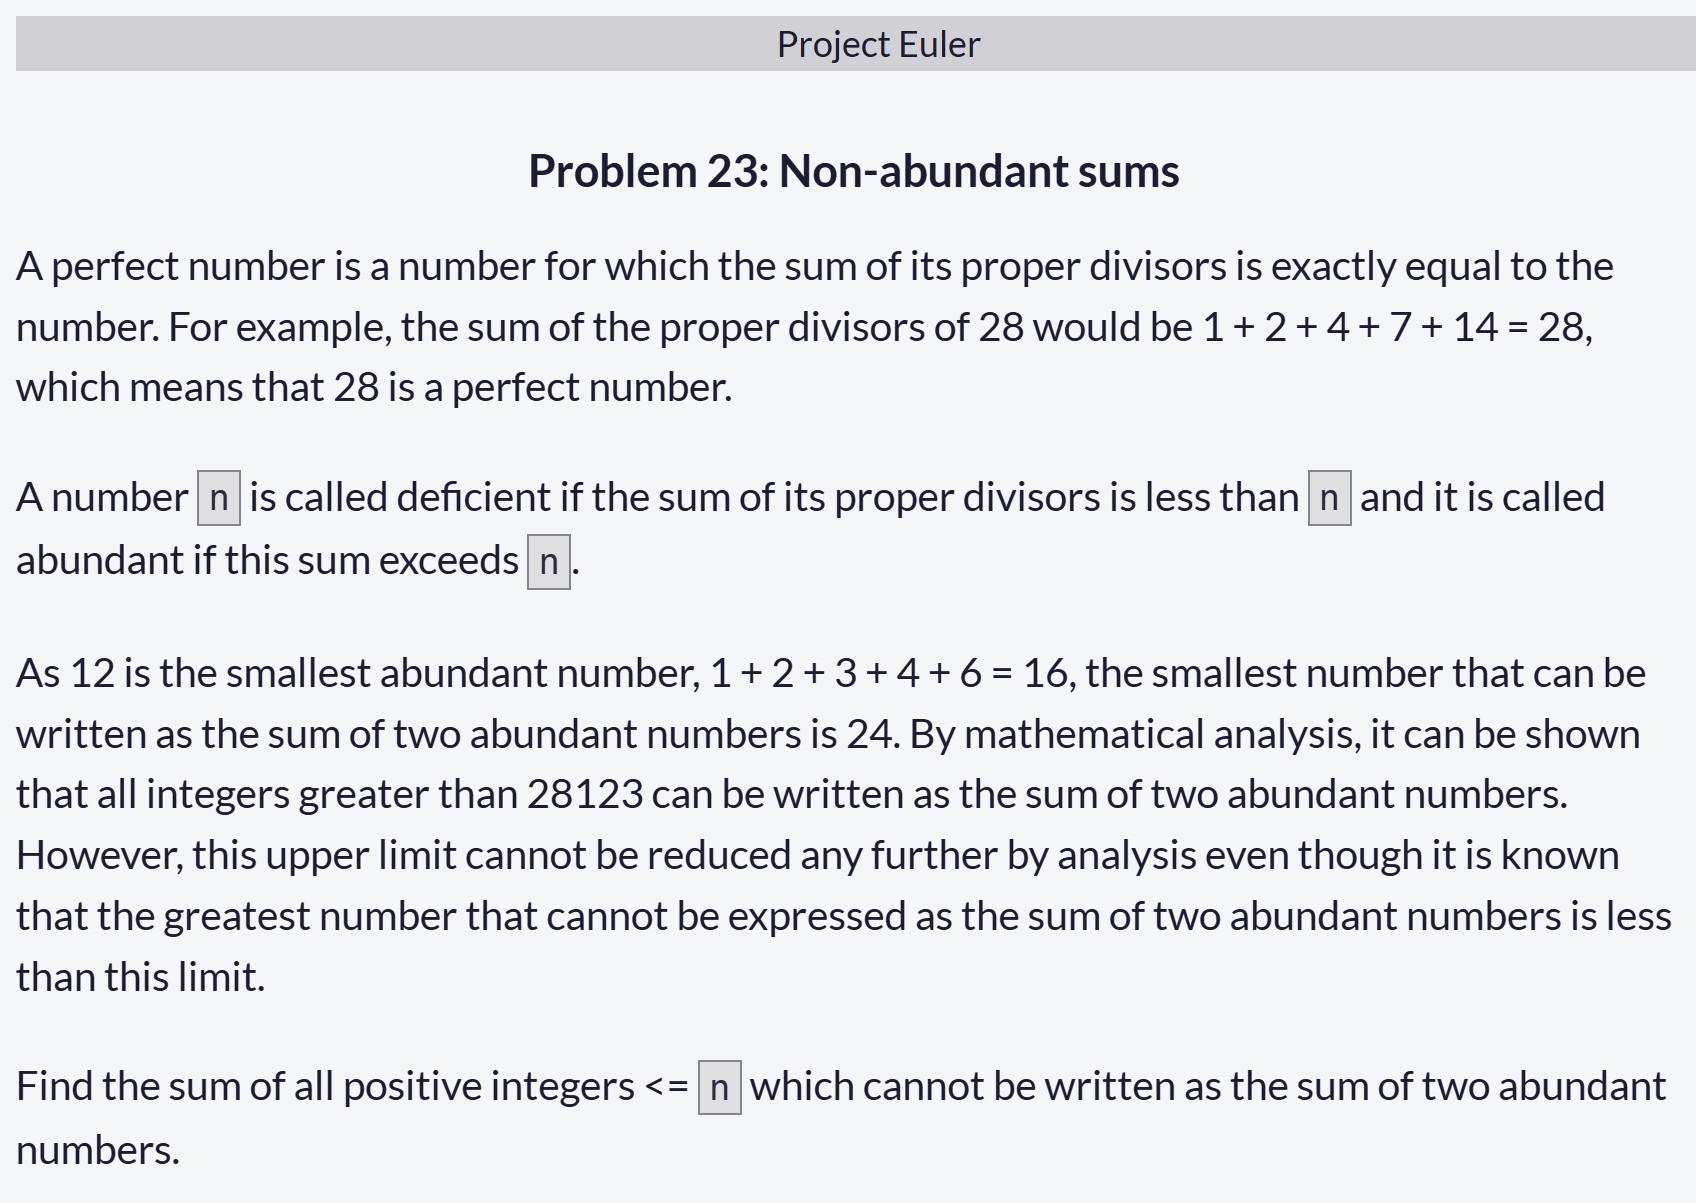 Project Euler
Problem 23: Non-abundant sums
A perfect number is a number for which the sum of its proper divisors is exactly equal to the
number. For example, the sum of the proper divisors of 28 would be 1 + 2 + 4 + 7 + 14 = 28,
which means that 28 is a perfect number.
A number n is called deficient if the sum of its proper divisors is less than n and it is called
abundant if this sum exceeds n.
As 12 is the smallest abundant number, 1 + 2 + 3 + 4 + 6 = 16, the smallest number that can be
written as the sum of two abundant numbers is 24. By mathematical analysis, it can be shown
that all integers greater than 28123 can be written as the sum of two abundant numbers.
However, this upper limit cannot be reduced any further by analysis even though it is known
that the greatest number that cannot be expressed as the sum of two abundant numbers is less
than this limit.
Find the sum of all positive integers <= n which cannot be written as the sum of two abundant
numbers.